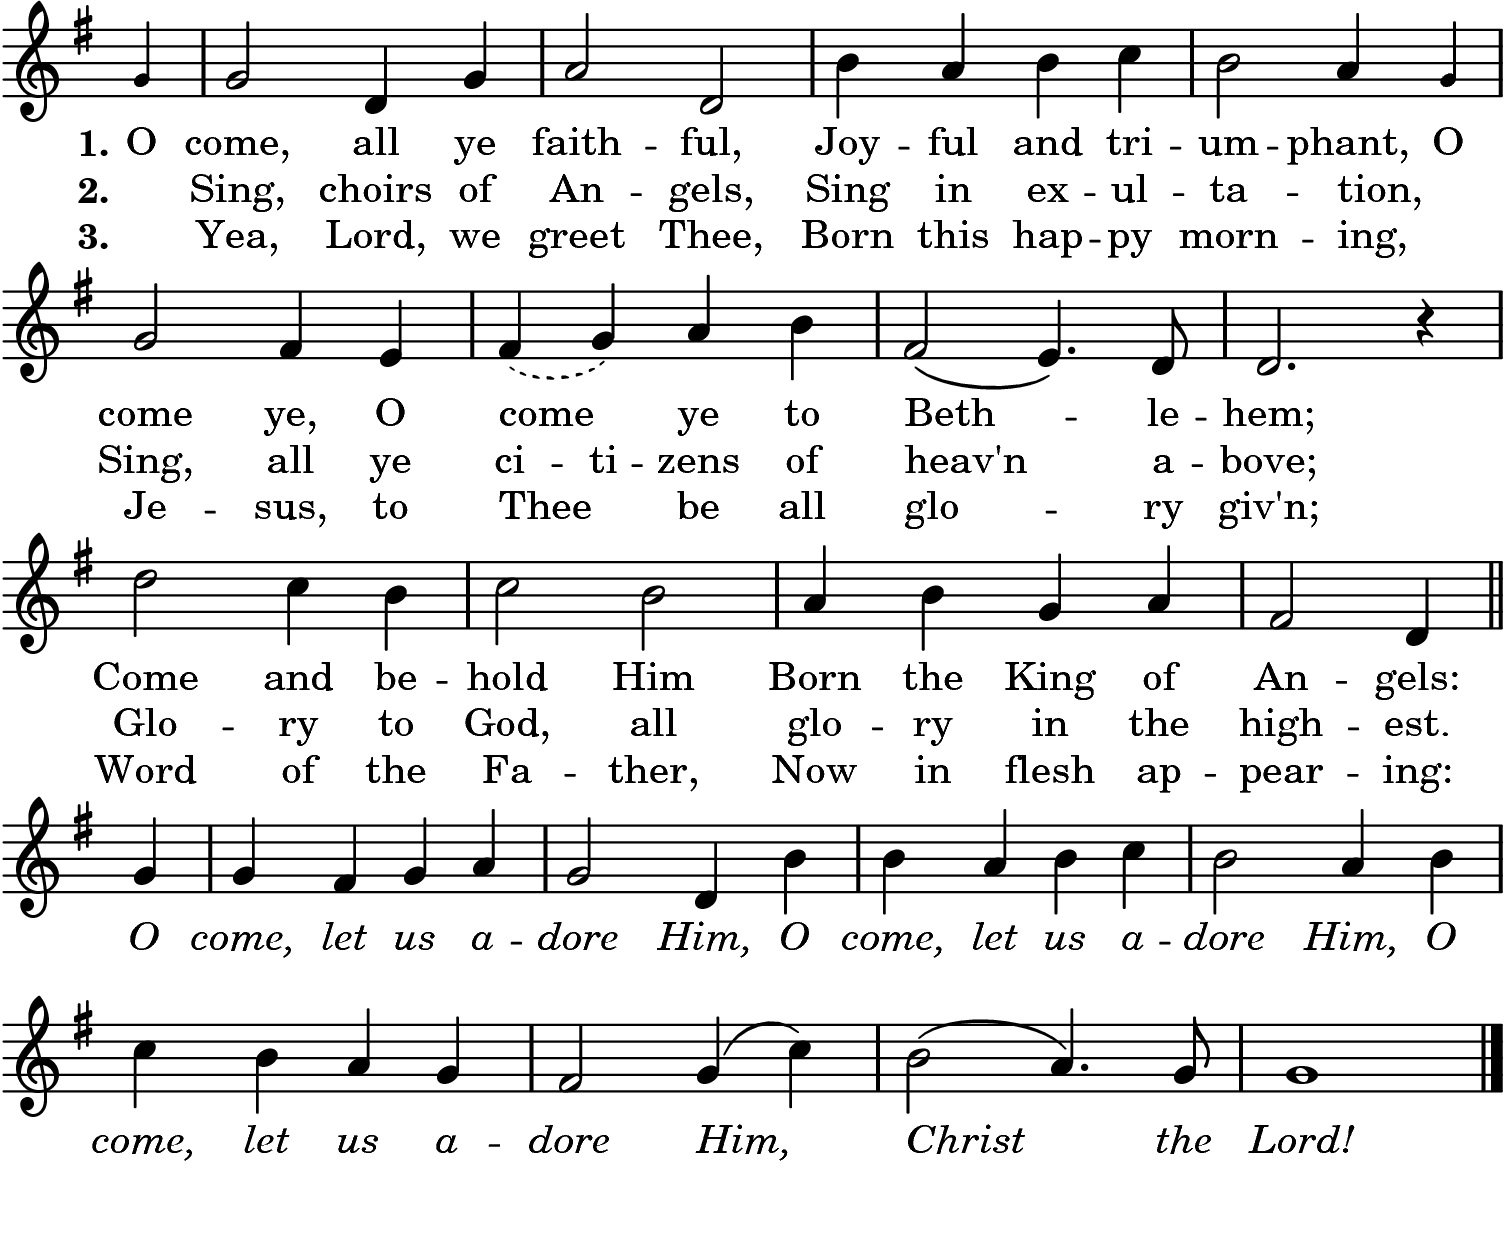 1. O come, all ye faith - ful, Joy - ful and tri - um - phant, O
2. Sing, choirs of An - gels, Sing in ex - ul - ta - tion,
3. Yea, Lord, we greet Thee, Born this hap - py morn - ing,
come ye, O come ye to Beth - le - hem;
Sing, all ye ci - ti - zens of heav'n a - bove;
Je - sus, to Thee be all glo - ry giv'n;
Come and be - hold Him Born the King of An - gels:
Glo - ry to God, all glo - ry in the high - est.
Word of the Fa - ther, Now in flesh ap - pear - ing:
O come, let us a - dore Him, O come, let us a - dore Him, O
come, let us a - dore Him, Christ the Lord!